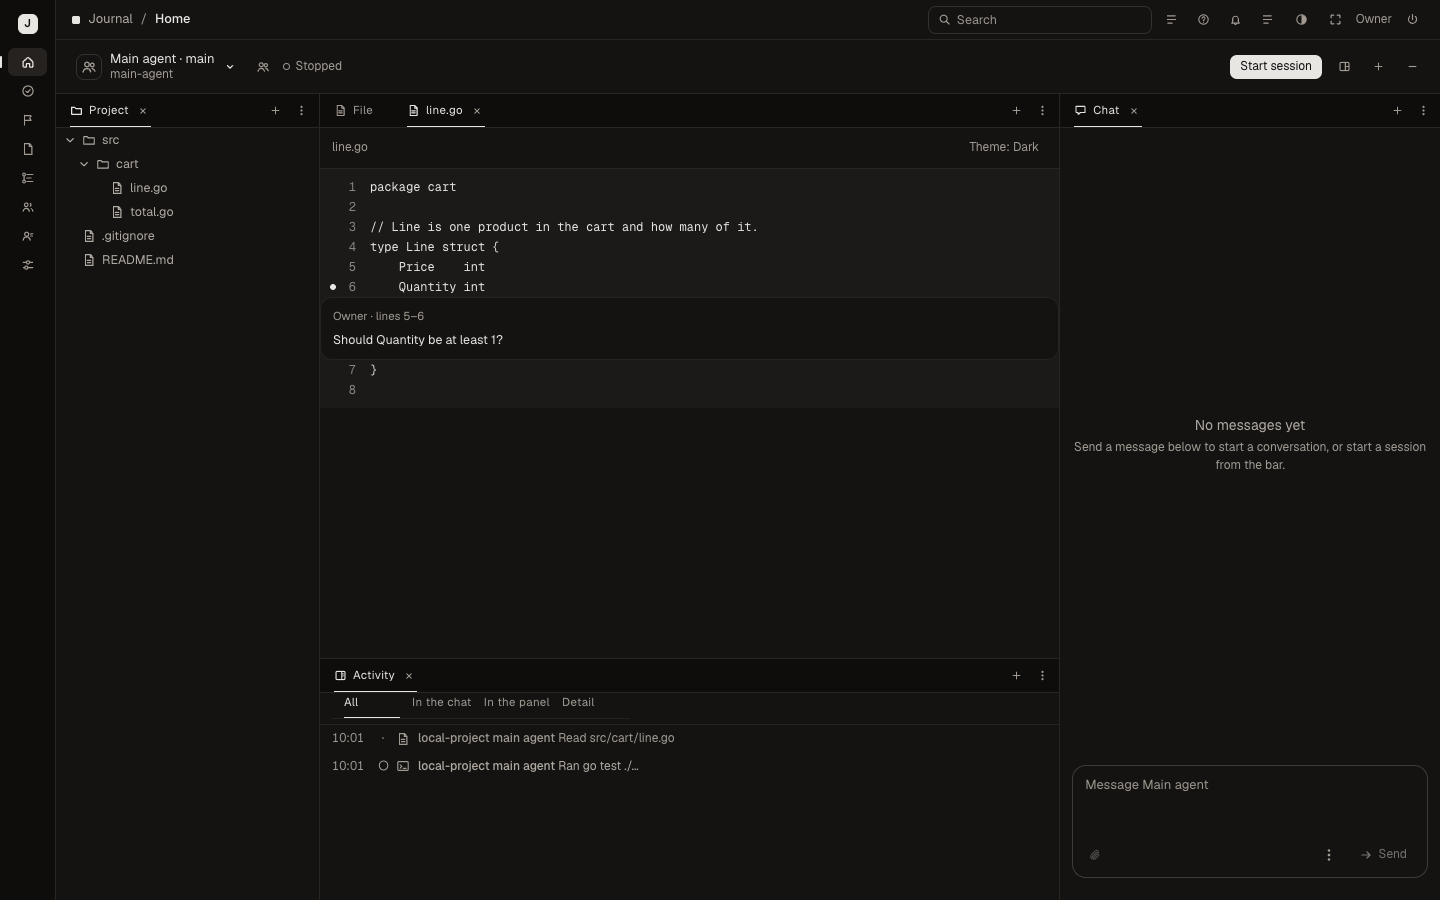 J
Journal / Home
Search
Owner
Main agent · main
main-agent
Stopped
Start session
Project
File
line.go
Chat
src
cart
line.go
total.go
.gitignore
README.md
line.go
Theme: Dark
1 package cart
2
3 // Line is one product in the cart and how many of it.
4 type Line struct {
5 Price    int
6 Quantity int
Owner · lines 5–6
Should Quantity be at least 1?
7 }
8
No messages yet
Send a message below to start a conversation, or start a session
from the bar.
Activity
All
In the chat
In the panel
Detail
10:01 · local-project main agent Read src/cart/line.go
10:01 local-project main agent Ran go test ./…
Message Main agent
Send